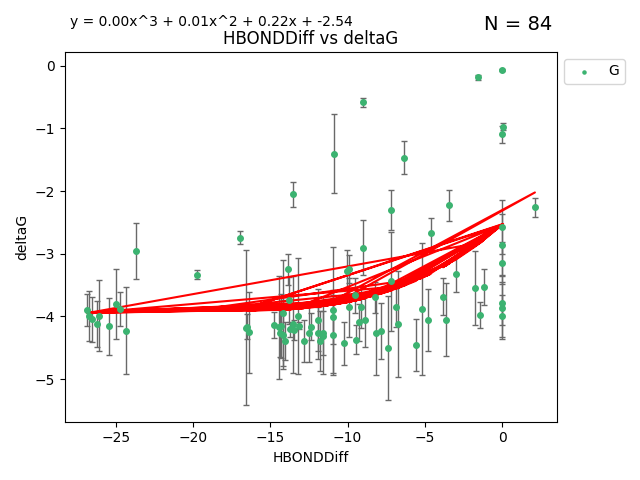 y = 0.00x^3 + 0.01x^2 + 0.22x + -2.54
N = 84
HBONDDiff vs deltaG
G
deltaG
0
−1
−2
−3
−4
−5
−25
−20
−15
−10
−5
0
HBONDDiff